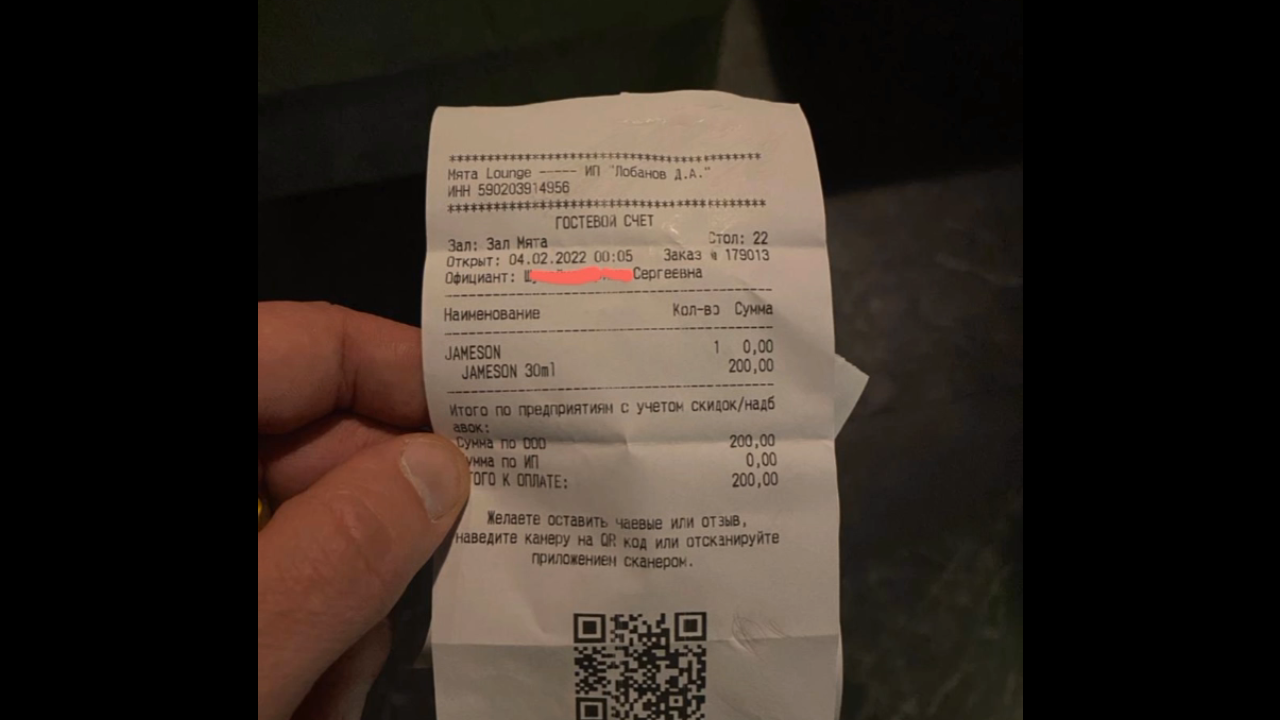 ************************************************
Мята Lounge ----- ИП "Лобанов Д.А."
ИНН 590203914956
************************************************
ГОСТЕВОЙ СЧЕТ
Зал: Зал Мята Стол: 22
Открыт: 04.02.2022 00:05 Заказ № 179013
Официант: Сергеевна
Наименование Кол-во Сумма
JAMESON 1 0,00
JAMESON 30ml 200,00
Итого по предприятиям с учетом скидок/надб
авок:
Сумма по ООО 200,00
умма по ИП 0,00
ТОГО К ОПЛАТЕ: 200,00
Желаете оставить чаевые или отзыв,
наведите камеру на QR код или отсканируйте
приложением сканером.